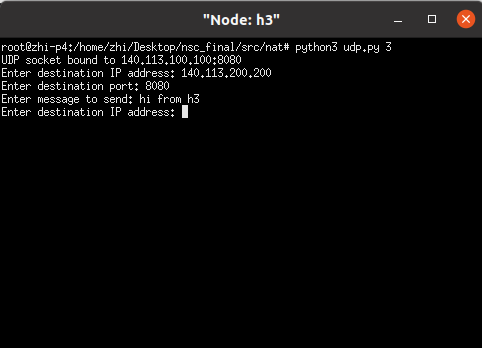 "Node: h3"
root@zhi-p4:/home/zhi/Desktop/nsc_final/src/nat# python3 udp.py 3
UDP socket bound to 140.113.100.100:8080
Enter destination IP address: 140.113.200.200
Enter destination port: 8080
Enter message to send: hi from h3
Enter destination IP address: